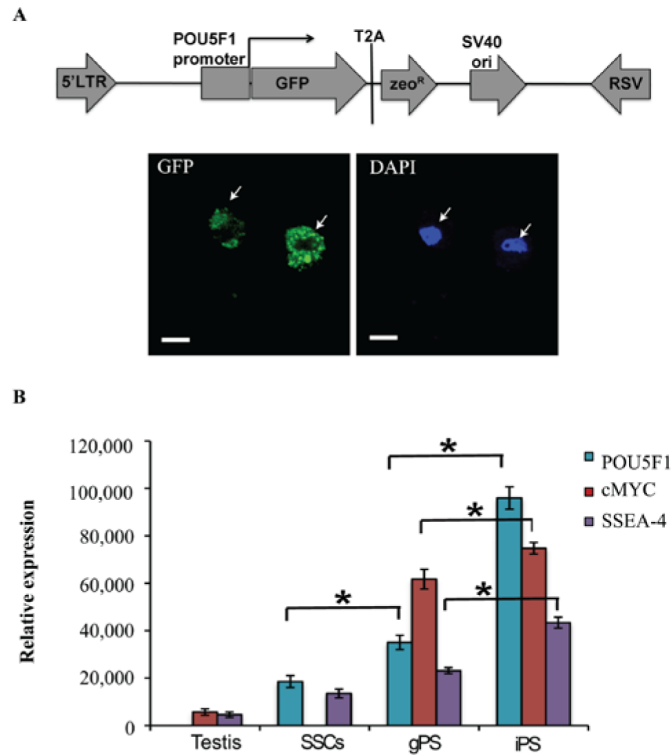 A
POU5F1
promoter
T2A
SV40
ori
5'LTR
GFP
zeoᴿ
RSV
GFP
DAPI
B
120,000
100,000
80,000
60,000
40,000
20,000
0
Relative expression
*
*
*
*
POU5F1
cMYC
SSEA-4
Testis
SSCs
gPS
iPS